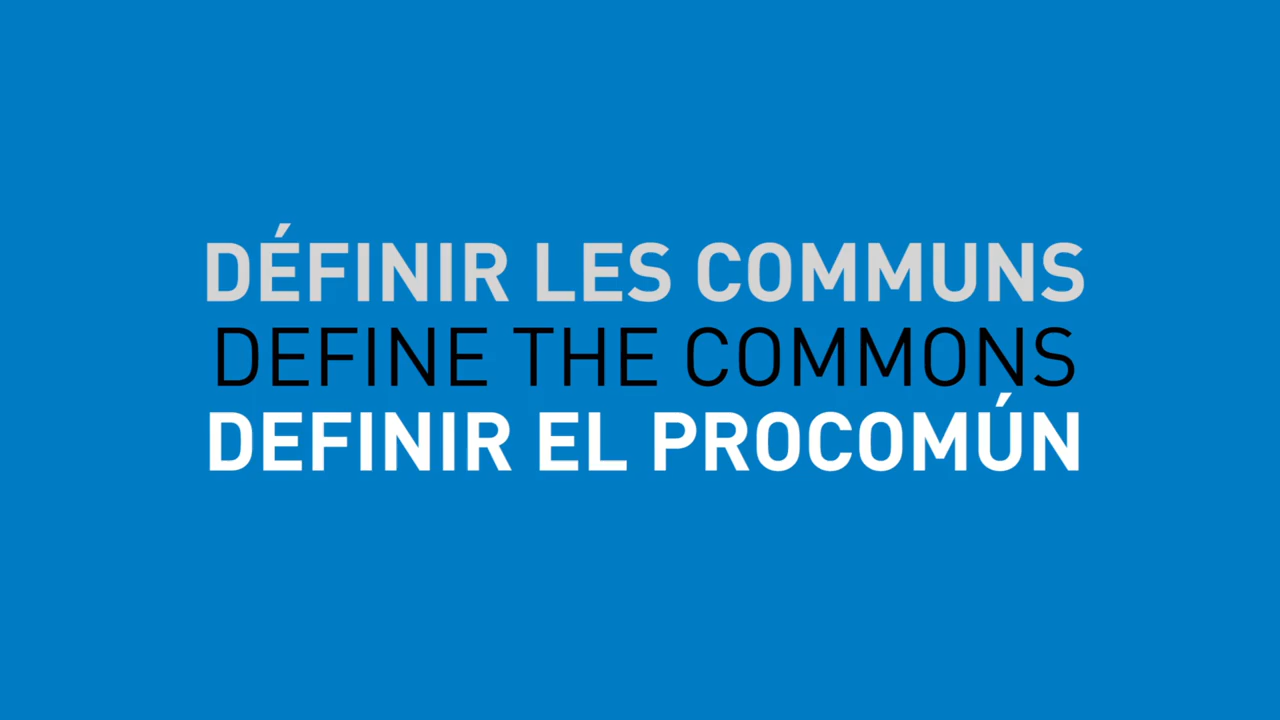 DÉFINIR LES COMMUNS
DEFINE THE COMMONS
DEFINIR EL PROCOMÚN